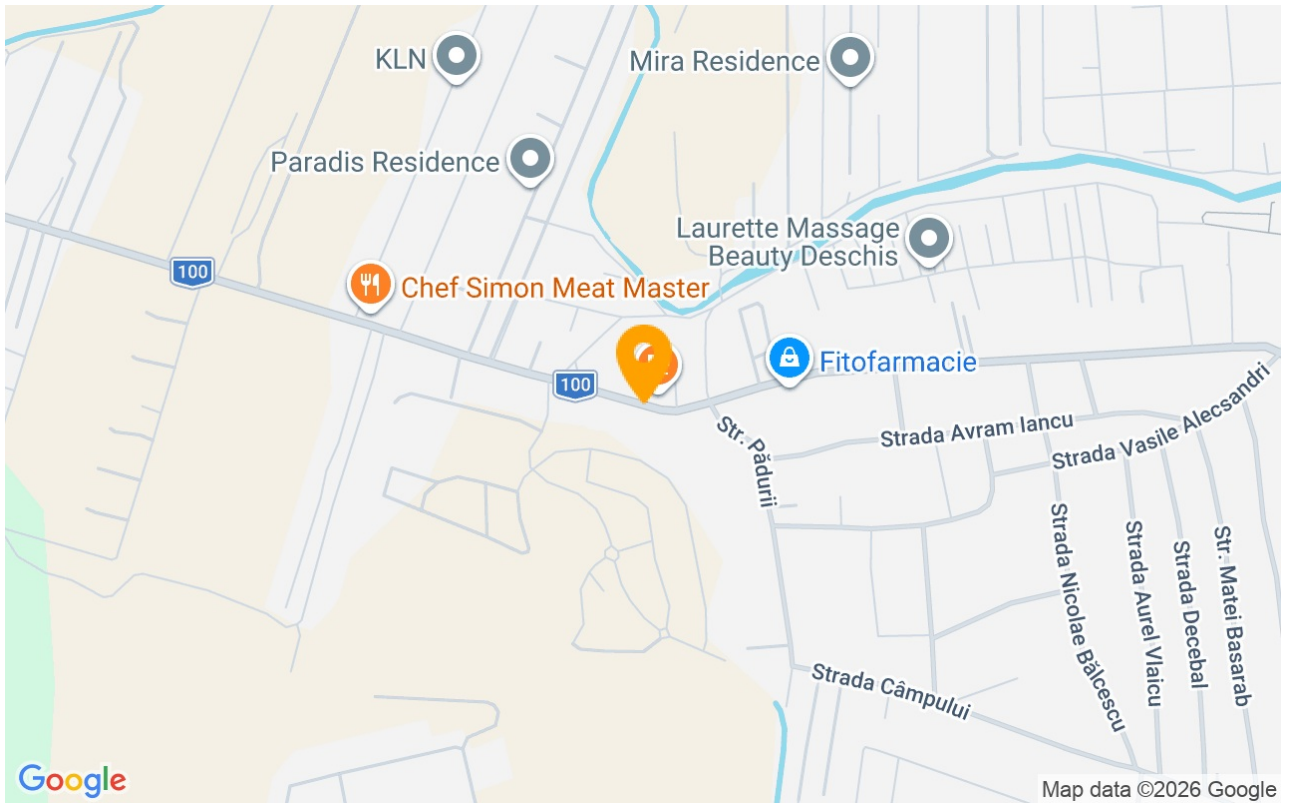 KLN
Mira Residence
Paradis Residence
Laurette Massage
Beauty Deschis
100
Chef Simon Meat Master
100
Fitofarmacie
Str. Pădurii
Strada Avram Iancu
Strada Vasile Alecsandri
Strada Nicolae Bălcescu
Strada Aurel Vlaicu
Strada Decebal
Str. Matei Basarab
Strada Câmpului
Google
Map data ©2026 Google